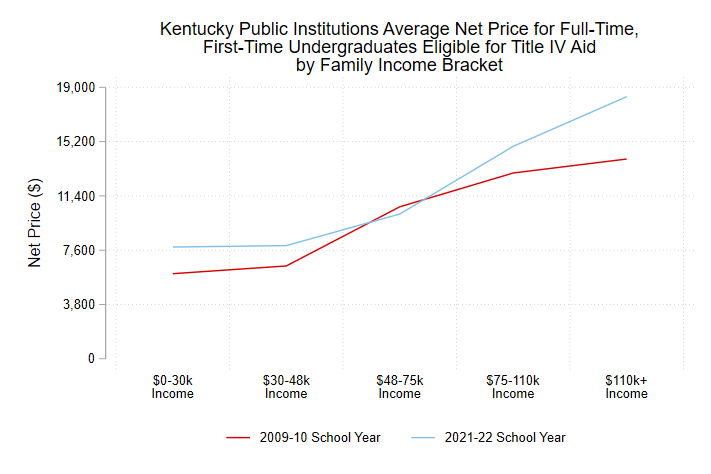 Kentucky Public Institutions Average Net Price for Full-Time,
First-Time Undergraduates Eligible for Title IV Aid
by Family Income Bracket
Net Price ($)
19,000
15,200
11,400
7,600
3,800
0
$0-30k
Income
$30-48k
Income
$48-75k
Income
$75-110k
Income
$110k+
Income
2009-10 School Year
2021-22 School Year